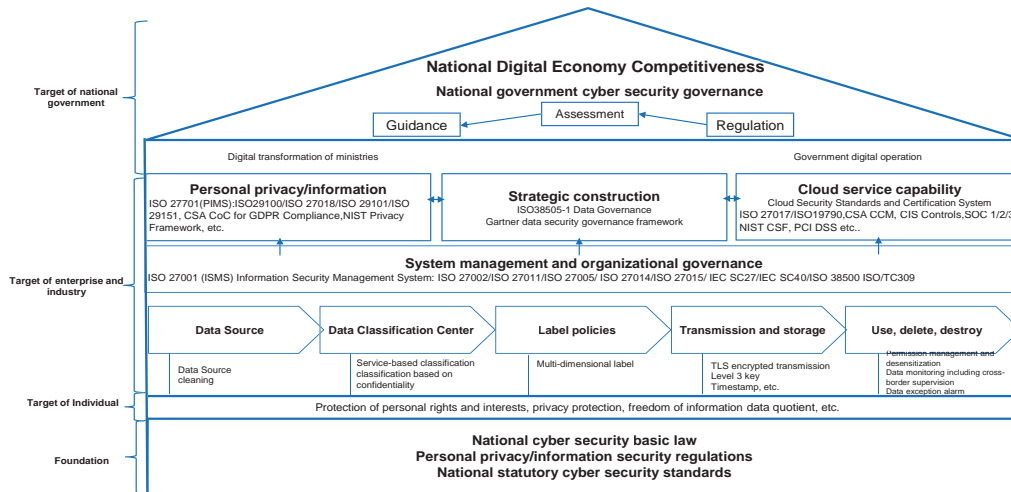 National Digital Economy Competitiveness
National government cyber security governance
Target of national
government
Guidance
Assessment
Regulation
Digital transformation of ministries
Government digital operation
Personal privacy/information
ISO 27701(PIMS):ISO29100/ISO 27018/ISO 29101/ISO
29151, CSA CoC for GDPR Compliance,NIST Privacy
Framework, etc.
Strategic construction
ISO38505-1 Data Governance
Gartner data security governance framework
Cloud service capability
Cloud Security Standards and Certification System
ISO 27017/ISO19790,CSA CCM, CIS Controls,SOC 1/2/3
NIST CSF, PCI DSS etc..
Target of enterprise and
industry
System management and organizational governance
ISO 27001 (ISMS) Information Security Management System: ISO 27002/ISO 27011/ISO 27005/ ISO 27014/ISO 27015/ IEC SC27/IEC SC40/ISO 38500 ISO/TC309
Data Source
Data Classification Center
Label policies
Transmission and storage
Use, delete, destroy
Data Source
cleaning
Service-based classification
classification based on
confidentiality
Multi-dimensional label
TLS encrypted transmission
Level 3 key
Timestamp, etc.
Permission management and
desensitization
Data monitoring including cross-
border supervision
Data exception alarm
Target of Individual
Protection of personal rights and interests, privacy protection, freedom of information data quotient, etc.
Foundation
National cyber security basic law
Personal privacy/information security regulations
National statutory cyber security standards